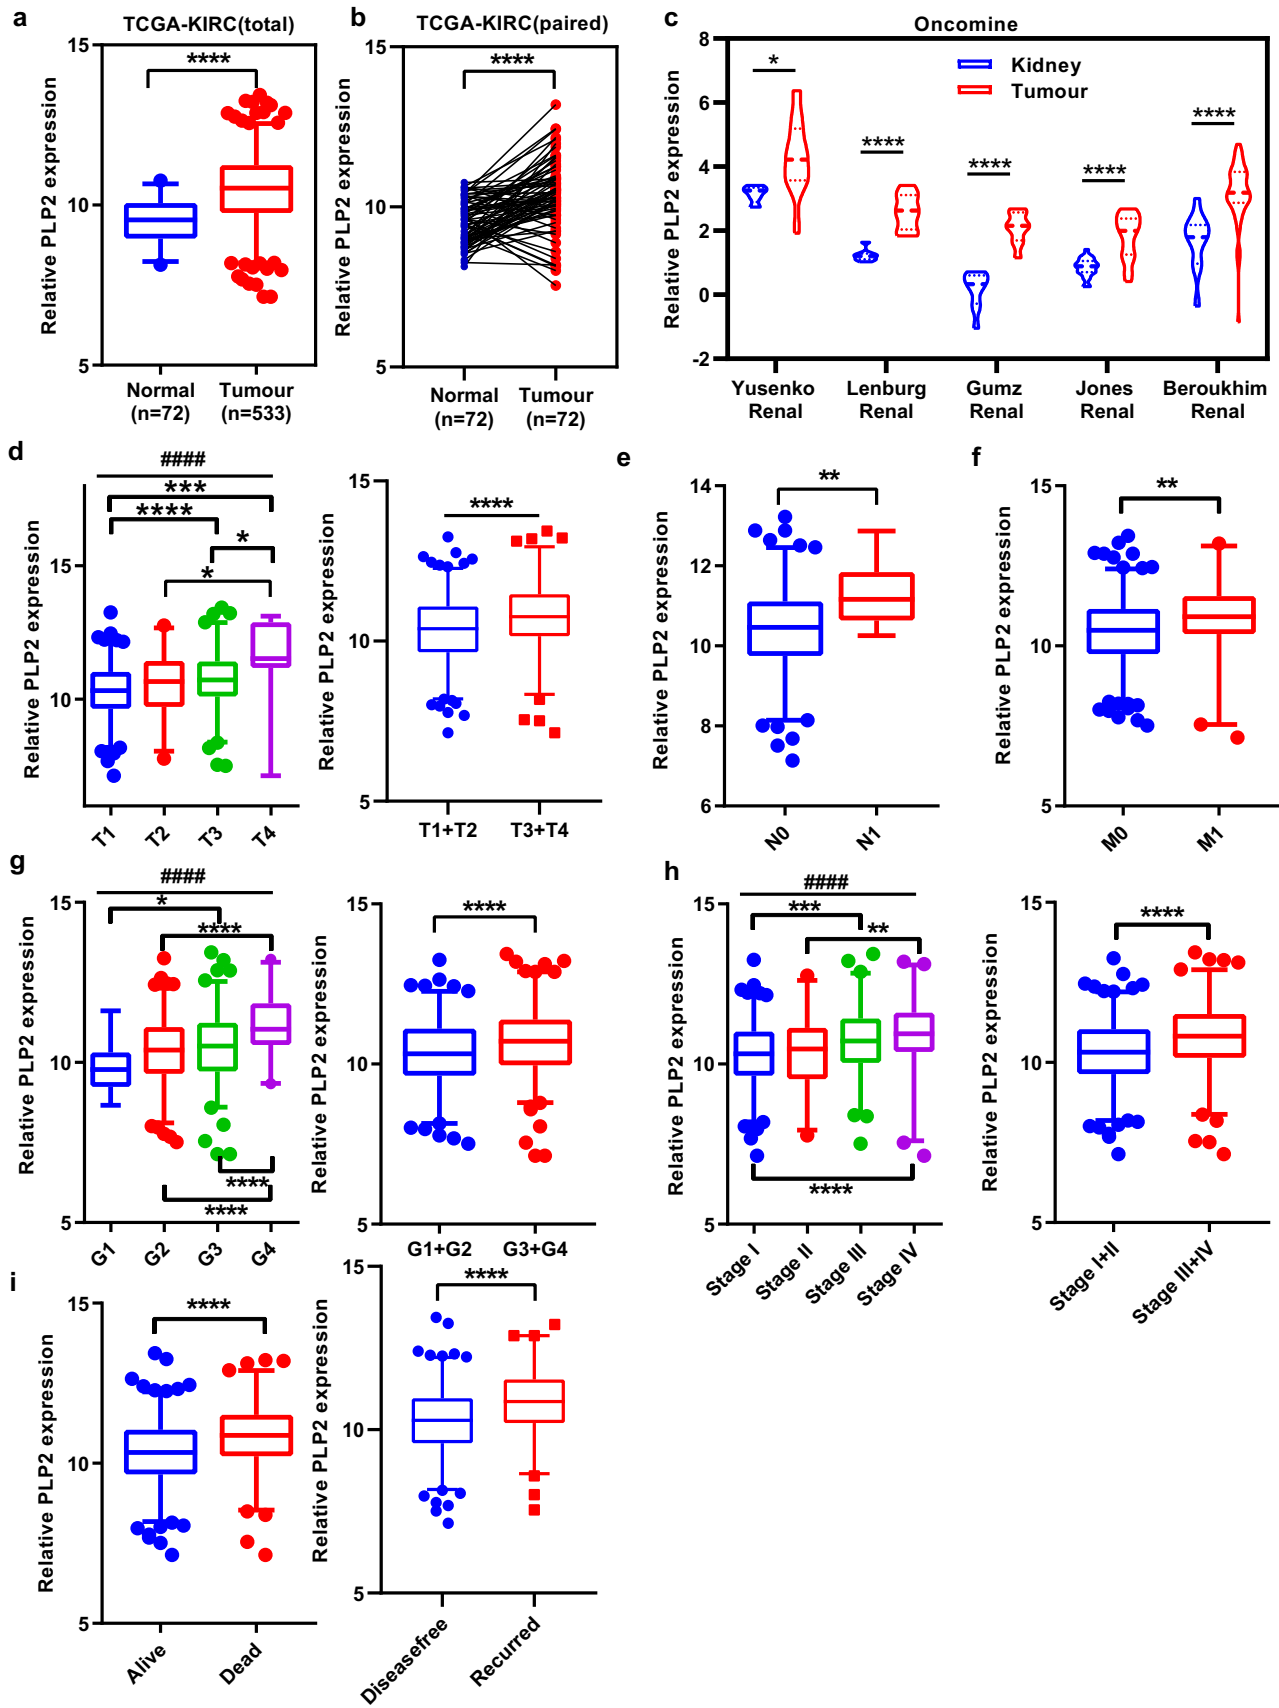 a
TCGA-KIRC(total)
Relative PLP2 expression
15
10
5
****
Normal
(n=72)
Tumour
(n=533)
b
TCGA-KIRC(paired)
Relative PLP2 expression
15
10
5
****
Normal
(n=72)
Tumour
(n=72)
c
Oncomine
Relative PLP2 expression
8
6
4
2
0
-2
Kidney
Tumour
*
****
****
****
****
Yusenko
Renal
Lenburg
Renal
Gumz
Renal
Jones
Renal
Beroukhim
Renal
d
Relative PLP2 expression
15
10
####
***
****
*
*
T1
T2
T3
T4
Relative PLP2 expression
15
10
5
****
T1+T2
T3+T4
e
Relative PLP2 expression
14
12
10
8
6
**
N0
N1
f
Relative PLP2 expression
15
10
5
**
M0
M1
g
Relative PLP2 expression
15
10
5
####
*
****
****
****
G1
G2
G3
G4
Relative PLP2 expression
15
10
5
****
G1+G2
G3+G4
h
Relative PLP2 expression
15
10
5
####
***
**
****
Stage I
Stage II
Stage III
Stage IV
Relative PLP2 expression
15
10
5
****
Stage I+II
Stage III+IV
i
Relative PLP2 expression
15
10
5
****
Alive
Dead
Relative PLP2 expression
15
10
5
****
Diseasefree
Recurred